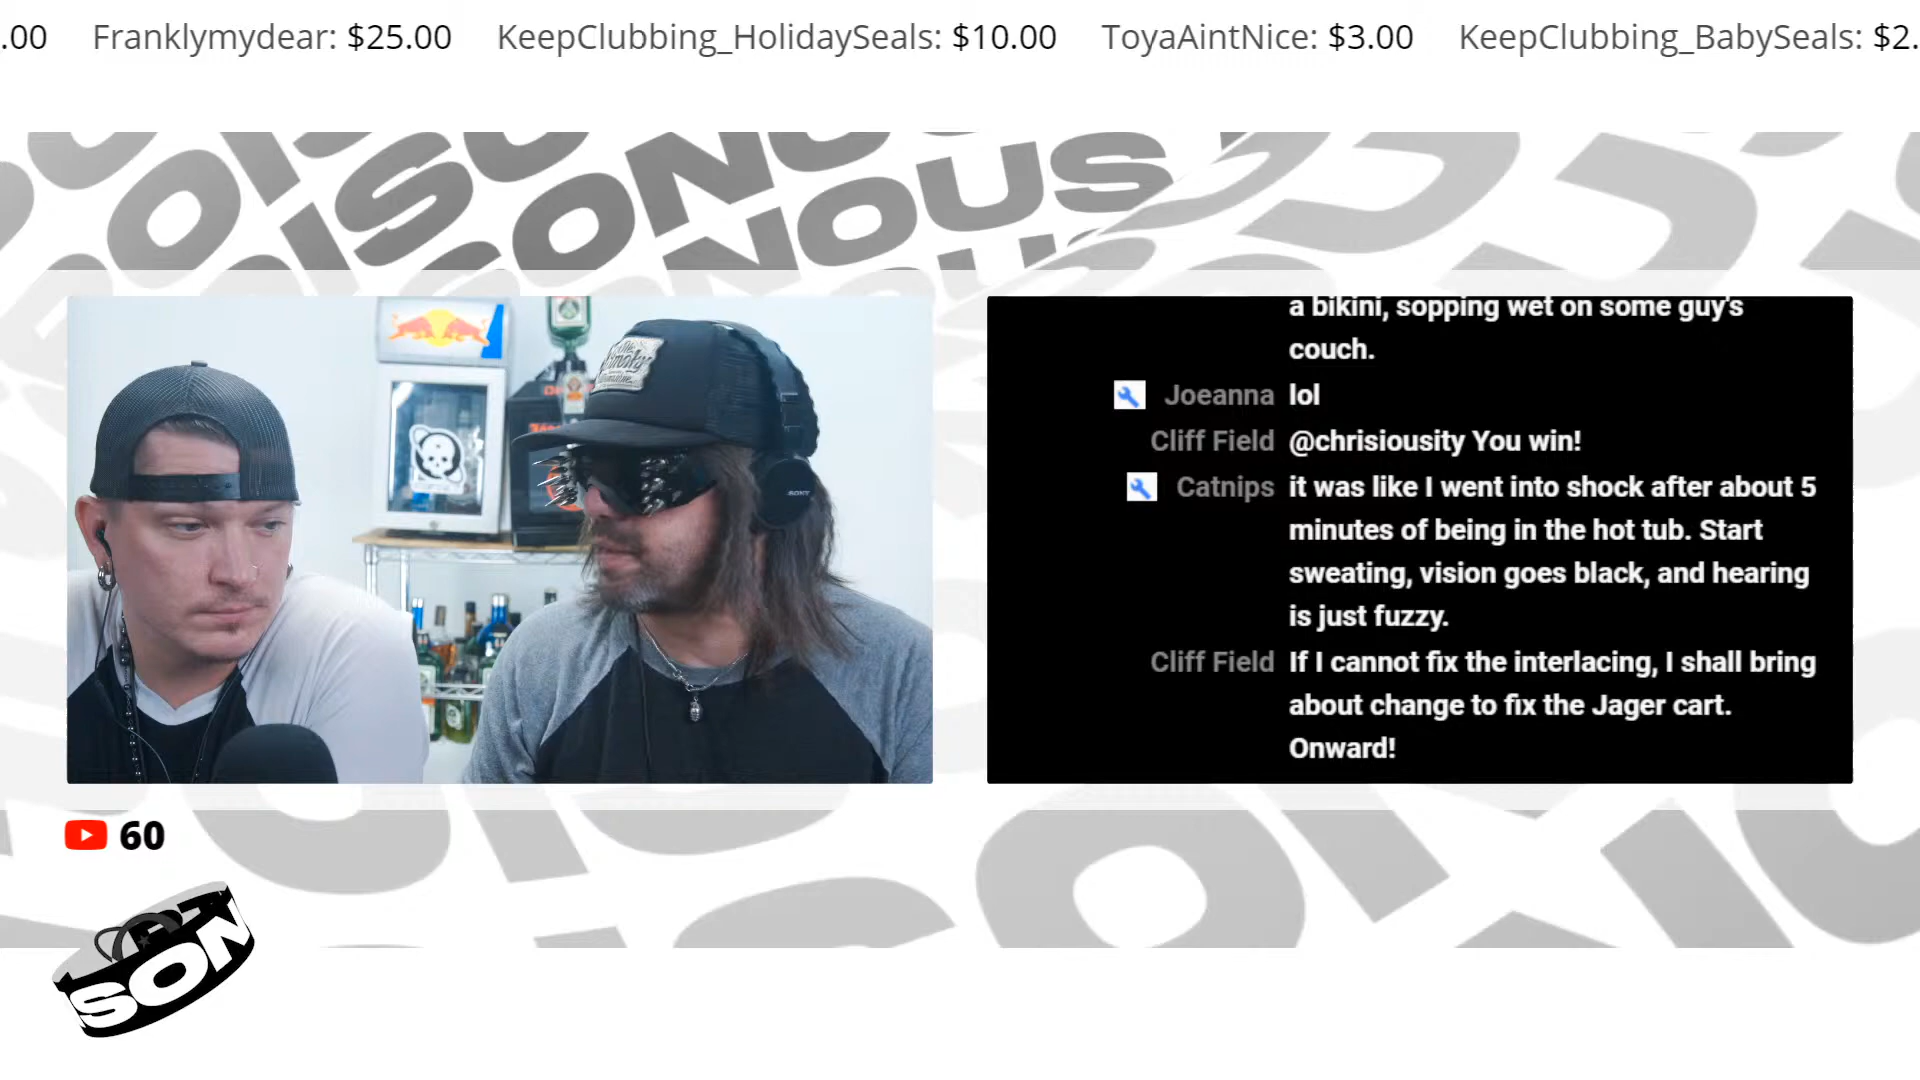 .00 Franklymydear: $25.00 KeepClubbing_HolidaySeals: $10.00 ToyaAintNice: $3.00 KeepClubbing_BabySeals: $2.
NOUS
SONY
a bikini, sopping wet on some guy's
couch.
Joeanna lol
Cliff Field @chrisiousity You win!
Catnips it was like I went into shock after about 5
minutes of being in the hot tub. Start
sweating, vision goes black, and hearing
is just fuzzy.
Cliff Field If I cannot fix the interlacing, I shall bring
about change to fix the Jager cart.
Onward!
60
SON